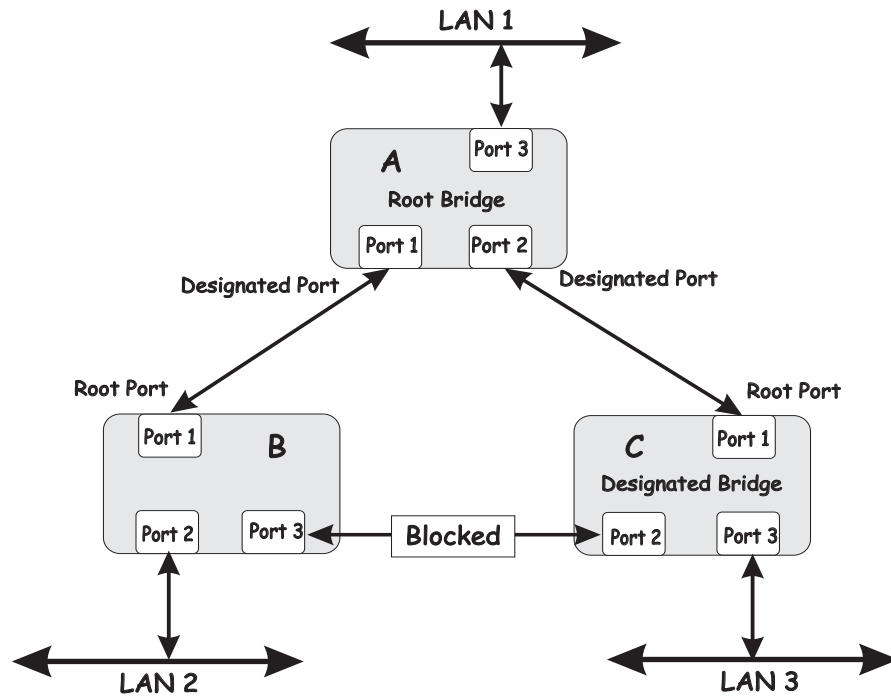 LAN 1
Port 3
A
Root Bridge
Port 1
Port 2
Designated Port
Designated Port
Root Port
Root Port
Port 1
B
Port 1
C
Designated Bridge
Port 2
Port 3
Blocked
Port 2
Port 3
LAN 2
LAN 3